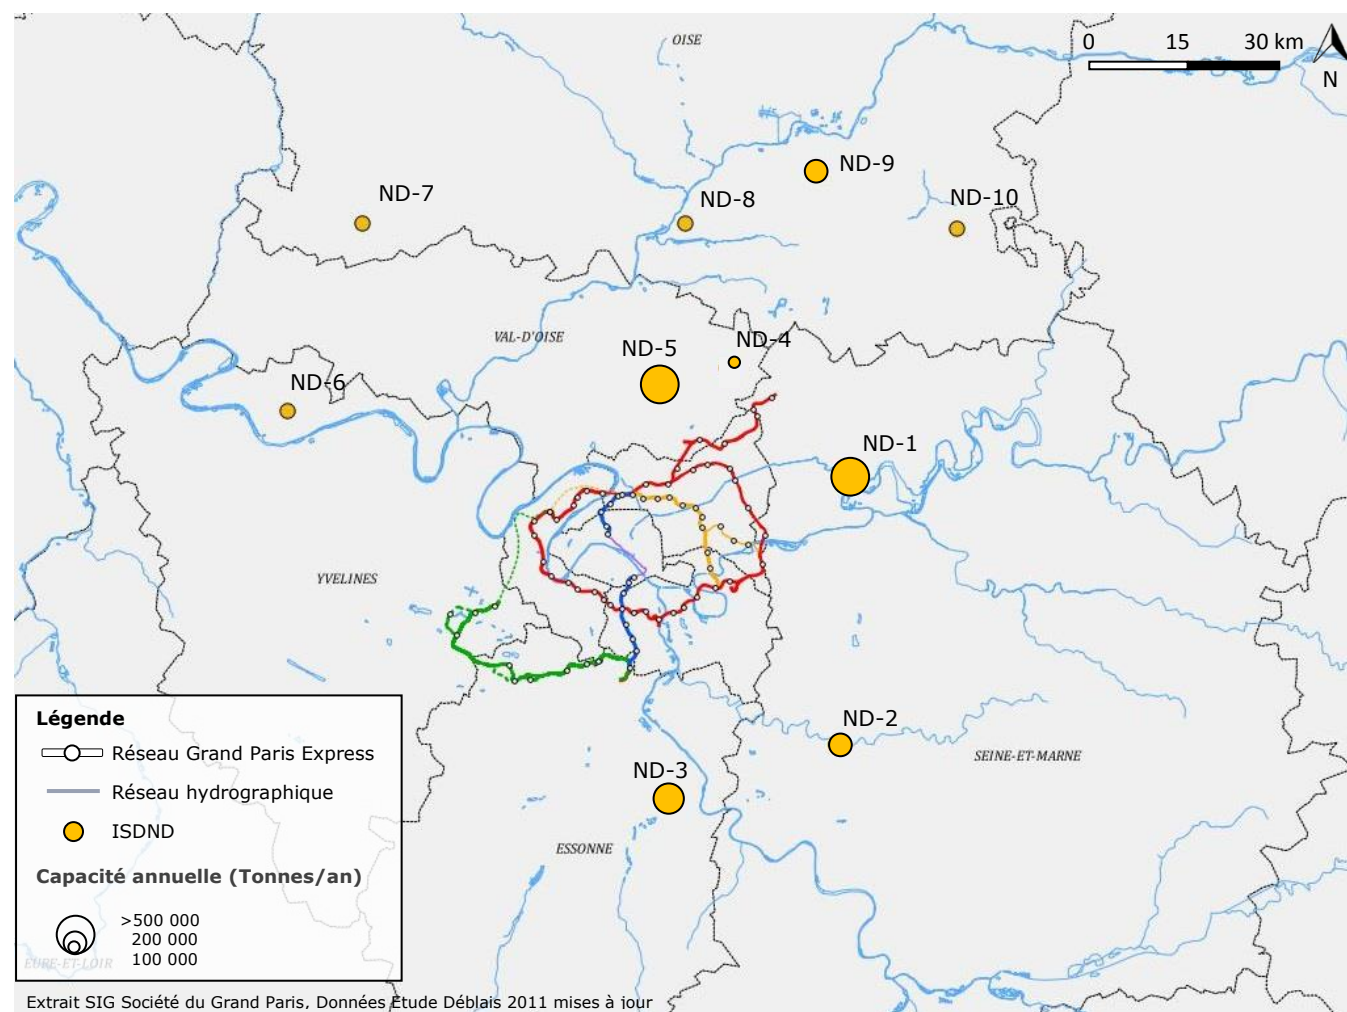 OISE
0 15 30 km
N
ND-9
ND-7
ND-8
ND-10
VAL-D'OISE
ND-4
ND-5
ND-6
ND-1
YVELINES
ND-2
SEINE-ET-MARNE
ND-3
ESSONNE
Légende
Réseau Grand Paris Express
Réseau hydrographique
ISDND
Capacité annuelle (Tonnes/an)
>500 000
200 000
100 000
EURE-ET-LOIR
Extrait SIG Société du Grand Paris, Données Etude Déblais 2011 mises à jour